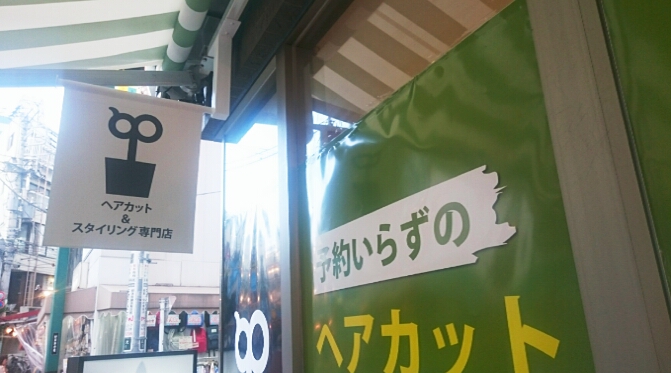 ヘアカット
&
スタイリング専門店
予約いらずの
ヘアカット